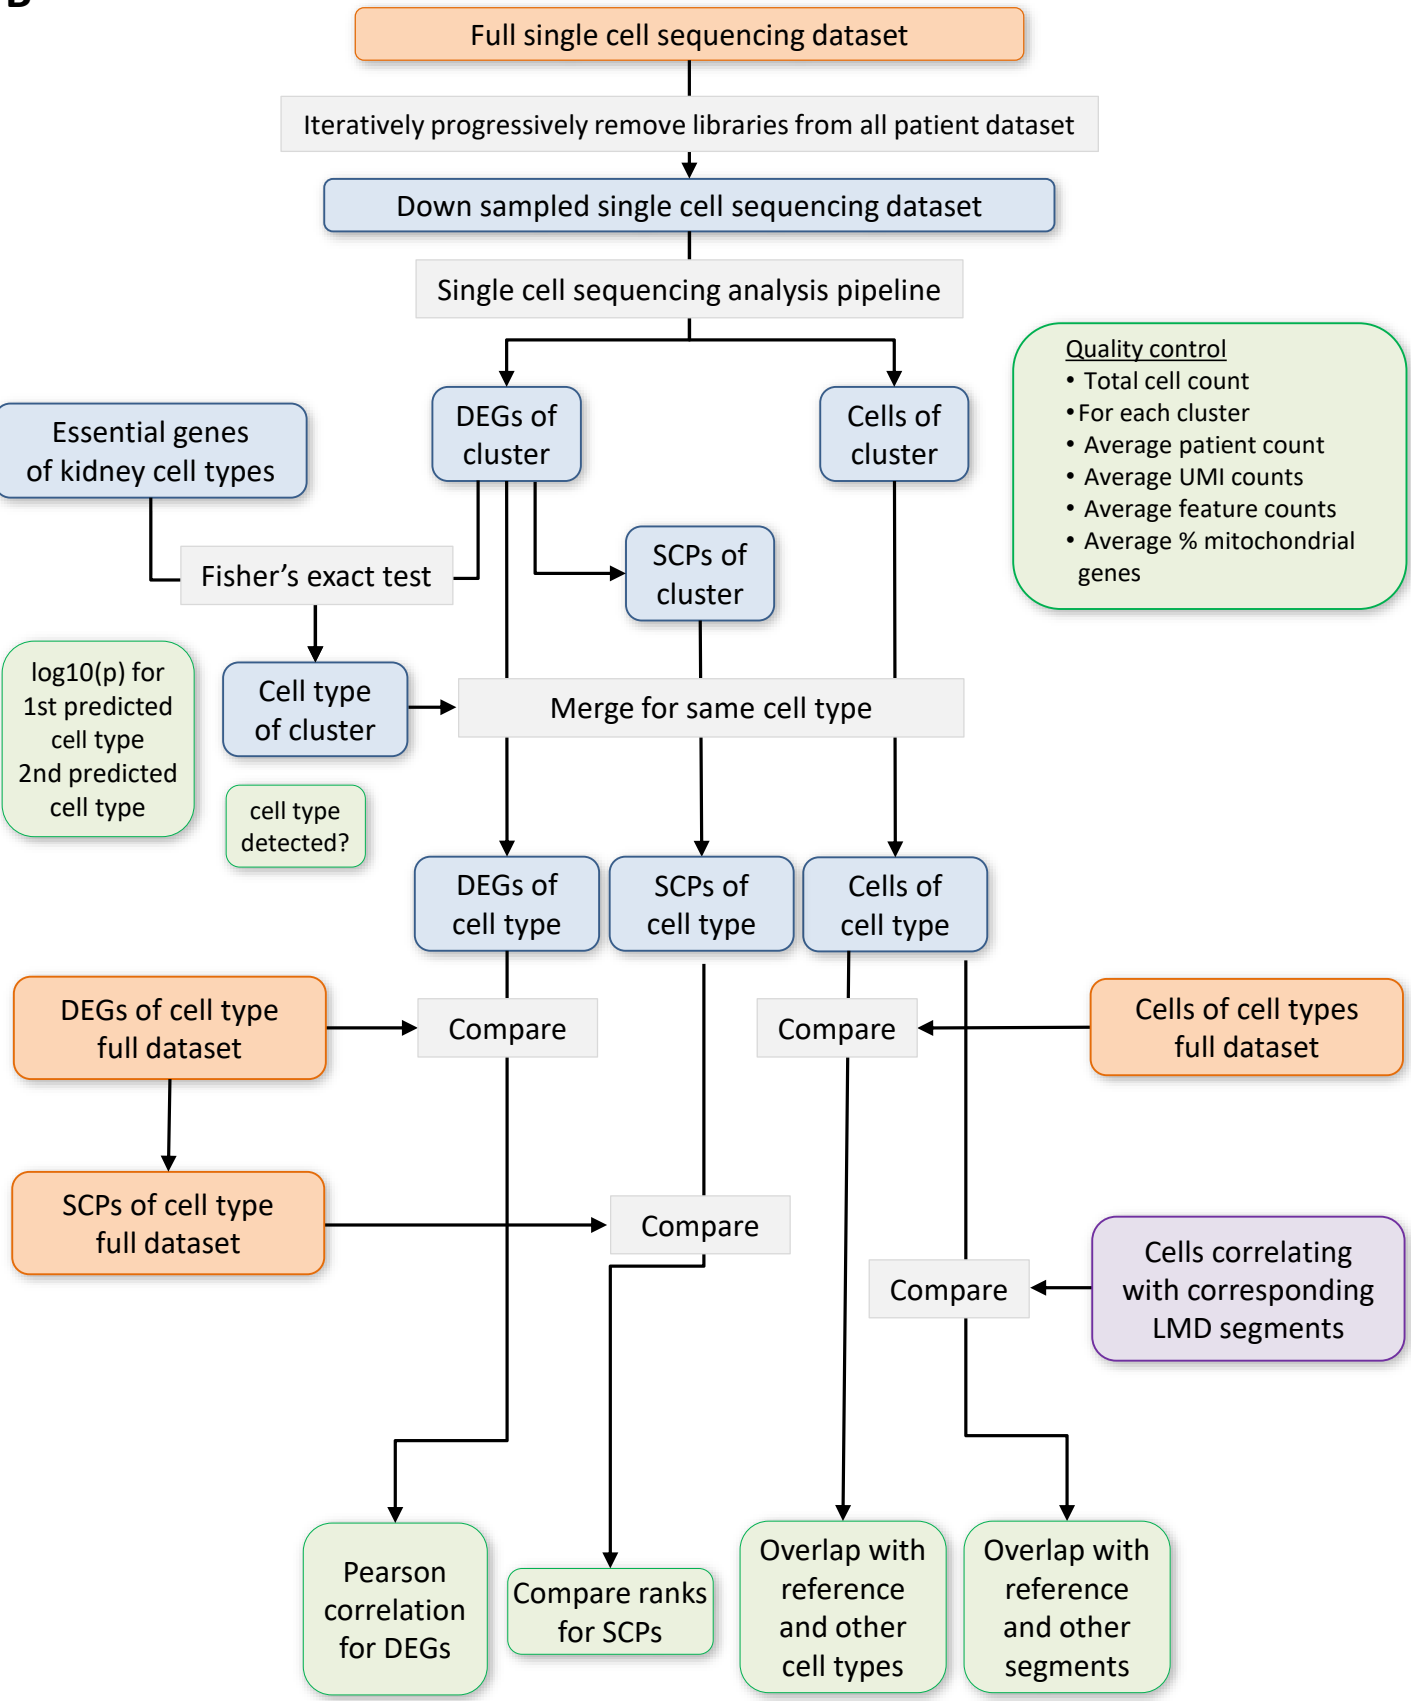 B
Full single cell sequencing dataset
Iteratively progressively remove libraries from all patient dataset
Down sampled single cell sequencing dataset
Single cell sequencing analysis pipeline
Quality control
• Total cell count
•For each cluster
• Average patient count
• Average UMI counts
• Average feature counts
• Average % mitochondrial
genes
Essential genes
of kidney cell types
DEGs of
cluster
Cells of
cluster
Fisher’s exact test
SCPs of
cluster
log10(p) for
1st predicted
cell type
2nd predicted
cell type
Cell type
of cluster
Merge for same cell type
cell type
detected?
DEGs of
cell type
SCPs of
cell type
Cells of
cell type
DEGs of cell type
full dataset
Compare
Compare
Cells of cell types
full dataset
SCPs of cell type
full dataset
Compare
Compare
Cells correlating
with corresponding
LMD segments
Pearson
correlation
for DEGs
Compare ranks
for SCPs
Overlap with
reference
and other
cell types
Overlap with
reference
and other
segments